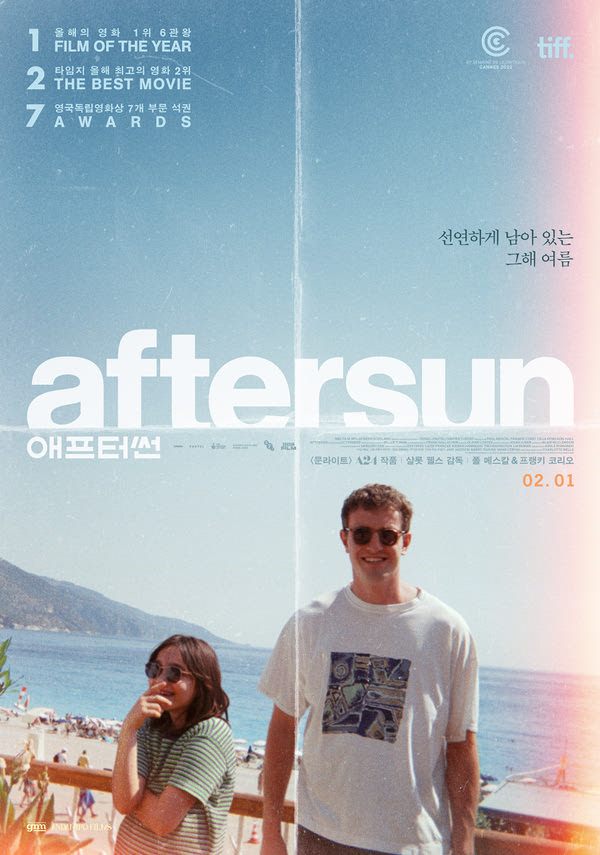 1 올해의 영화 1위 6관왕
FILM OF THE YEAR
2 타임지 올해 최고의 영화 2위
THE BEST MOVIE
7 영국독립영화상 7개 부문 석권
AWARDS
CANNES 2022
tiff.
선연하게 남아 있는
그해 여름
aftersun
애프터썬
<문라이트> A24 작품 | 샬롯 웰스 감독 | 폴 메스칼 & 프랭키 코리오
02. 01